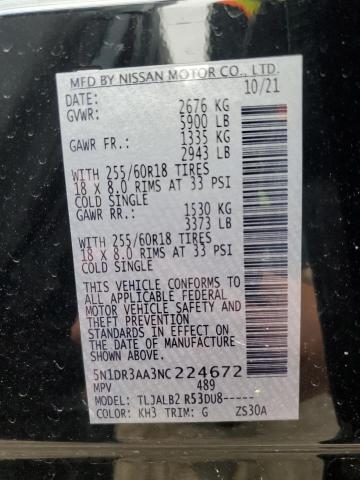 MFD BY NISSAN MOTOR CO., LTD.
DATE: 10/21
GVWR: 2676 KG
5900 LB
GAWR FR.: 1335 KG
2943 LB
WITH 255/60R18 TIRES
18 X 8.0 RIMS AT 33 PSI
COLD SINGLE
GAWR RR.: 1530 KG
3373 LB
WITH 255/60R18 TIRES
18 X 8.0 RIMS AT 33 PSI
COLD SINGLE
THIS VEHICLE CONFORMS TO
ALL APPLICABLE FEDERAL
MOTOR VEHICLE SAFETY
AND THEFT PREVENTION
STANDARDS IN EFFECT ON
THE DATE OF MANUFACTURE
SHOWN ABOVE.
5N1DR3AA3NC224672
MPV 489
MODEL: TLJALB2 R53DU8-----
COLOR: KH3 TRIM: G ZS30A